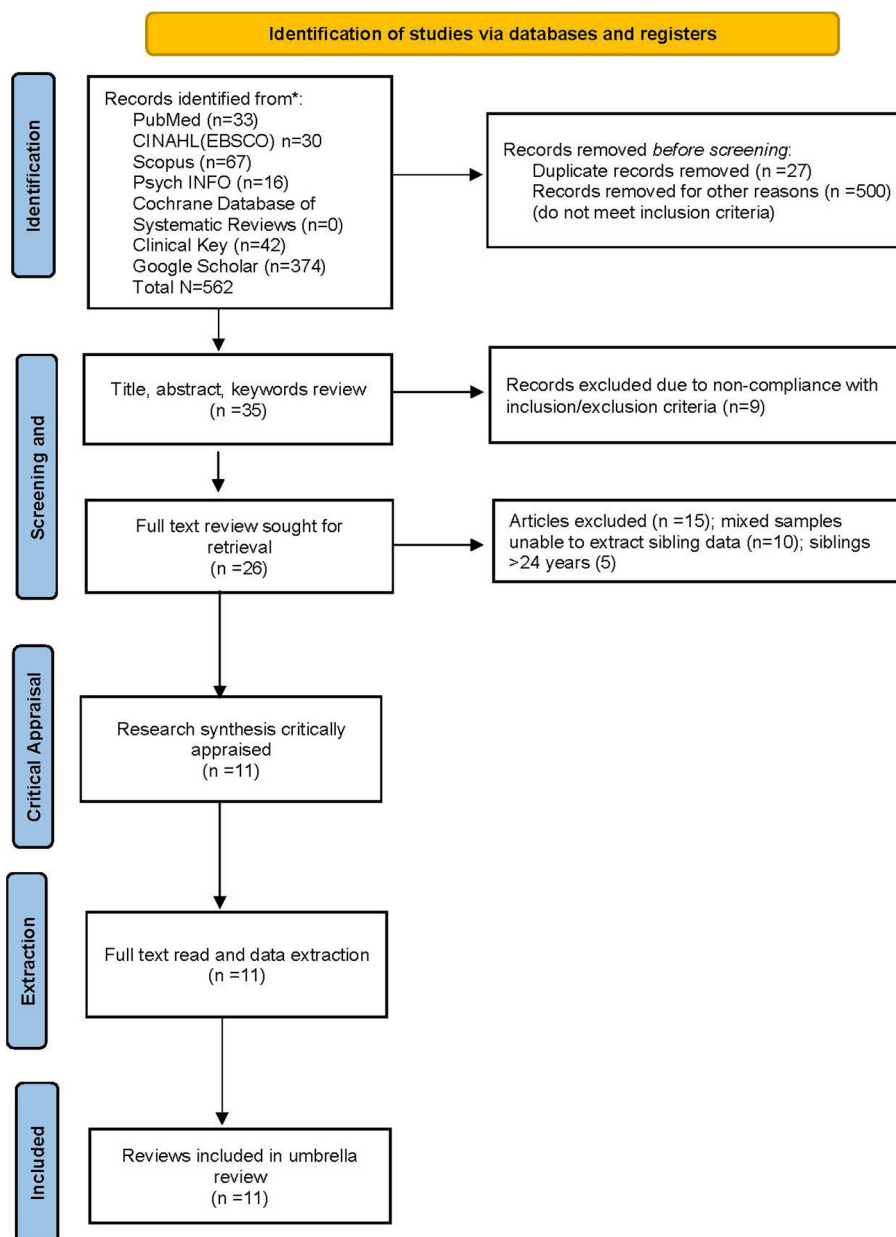 Identification of studies via databases and registers
Identification
Records identified from*:
PubMed (n=33)
CINAHL(EBSCO) n=30
Scopus (n=67)
Psych INFO (n=16)
Cochrane Database of
Systematic Reviews (n=0)
Clinical Key (n=42)
Google Scholar (n=374)
Total N=562
Records removed before screening:
Duplicate records removed (n =27)
Records removed for other reasons (n =500)
(do not meet inclusion criteria)
Screening and
Title, abstract, keywords review
(n =35)
Records excluded due to non-compliance with
inclusion/exclusion criteria (n=9)
Full text review sought for
retrieval
(n =26)
Articles excluded (n =15); mixed samples
unable to extract sibling data (n=10); siblings
>24 years (5)
Critical Appraisal
Research synthesis critically
appraised
(n =11)
Extraction
Full text read and data extraction
(n =11)
Included
Reviews included in umbrella
review
(n =11)